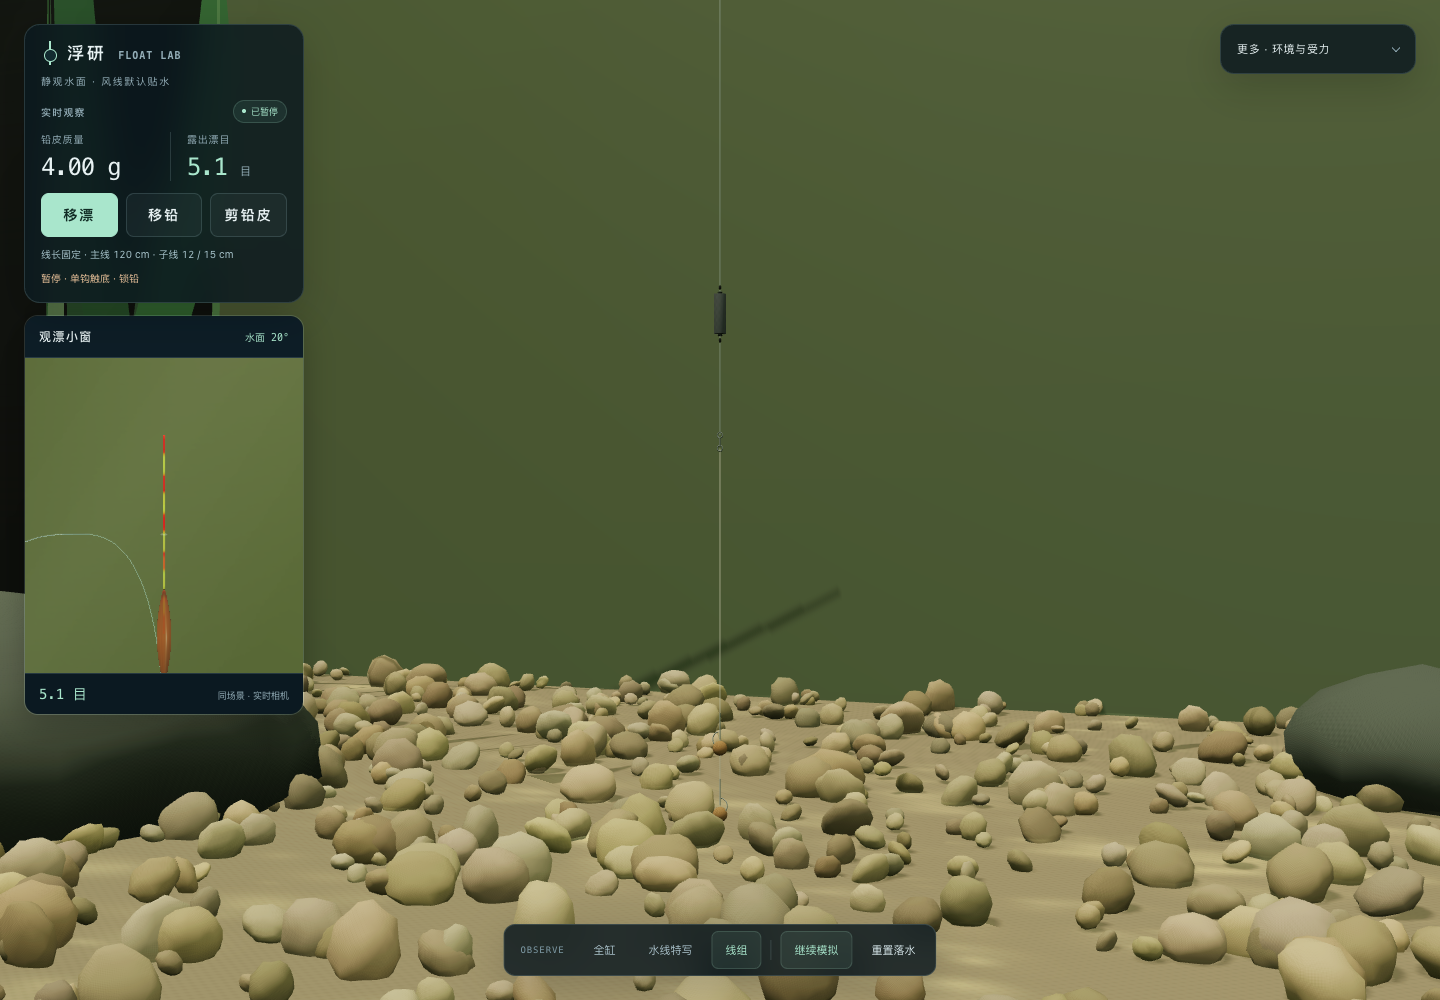 浮研 FLOAT LAB
静观水面 · 风线默认贴水
实时观察
已暂停
铅皮质量
4.00 g
露出漂目
5.1 目
移漂
移铅
剪铅皮
线长固定 · 主线 120 cm · 子线 12 / 15 cm
暂停 · 单钩触底 · 锁铅
观漂小窗
水面 20°
5.1 目
同场景 · 实时相机
更多 · 环境与受力
OBSERVE
全缸
水线特写
线组
继续模拟
重置落水